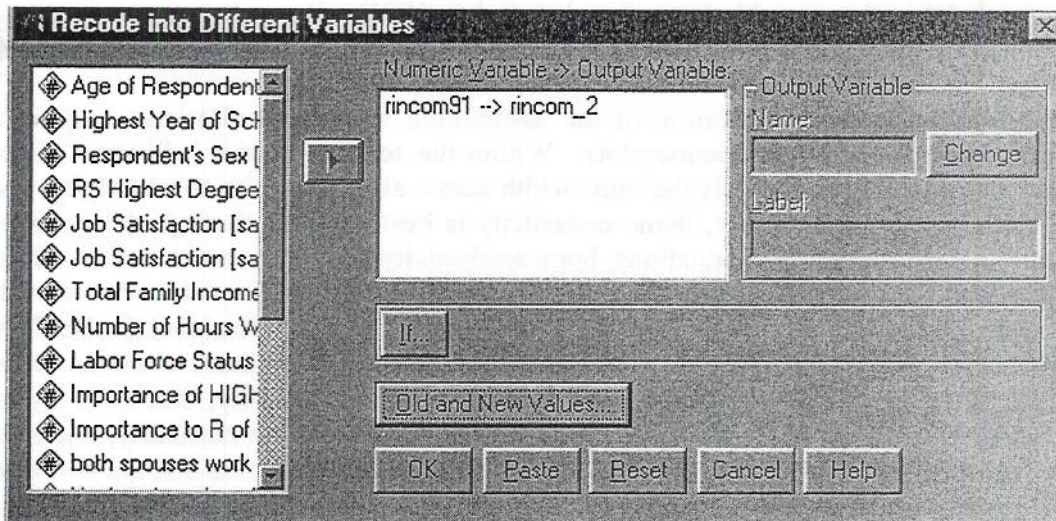 Recode into Different Variables
Age of Respondent
Highest Year of Sch
Respondent's Sex [
RS Highest Degree
Job Satisfaction [sa
Job Satisfaction [sa
Total Family Income
Number of Hours W
Labor Force Status
Importance of HIGH
Importance to R of
both spouses work
Numeric Variable -> Output Variable:
rincom91 --> rincom_2
Output Variable
Name:
Change
Label:
If...
Old and New Values...
OK
Paste
Reset
Cancel
Help